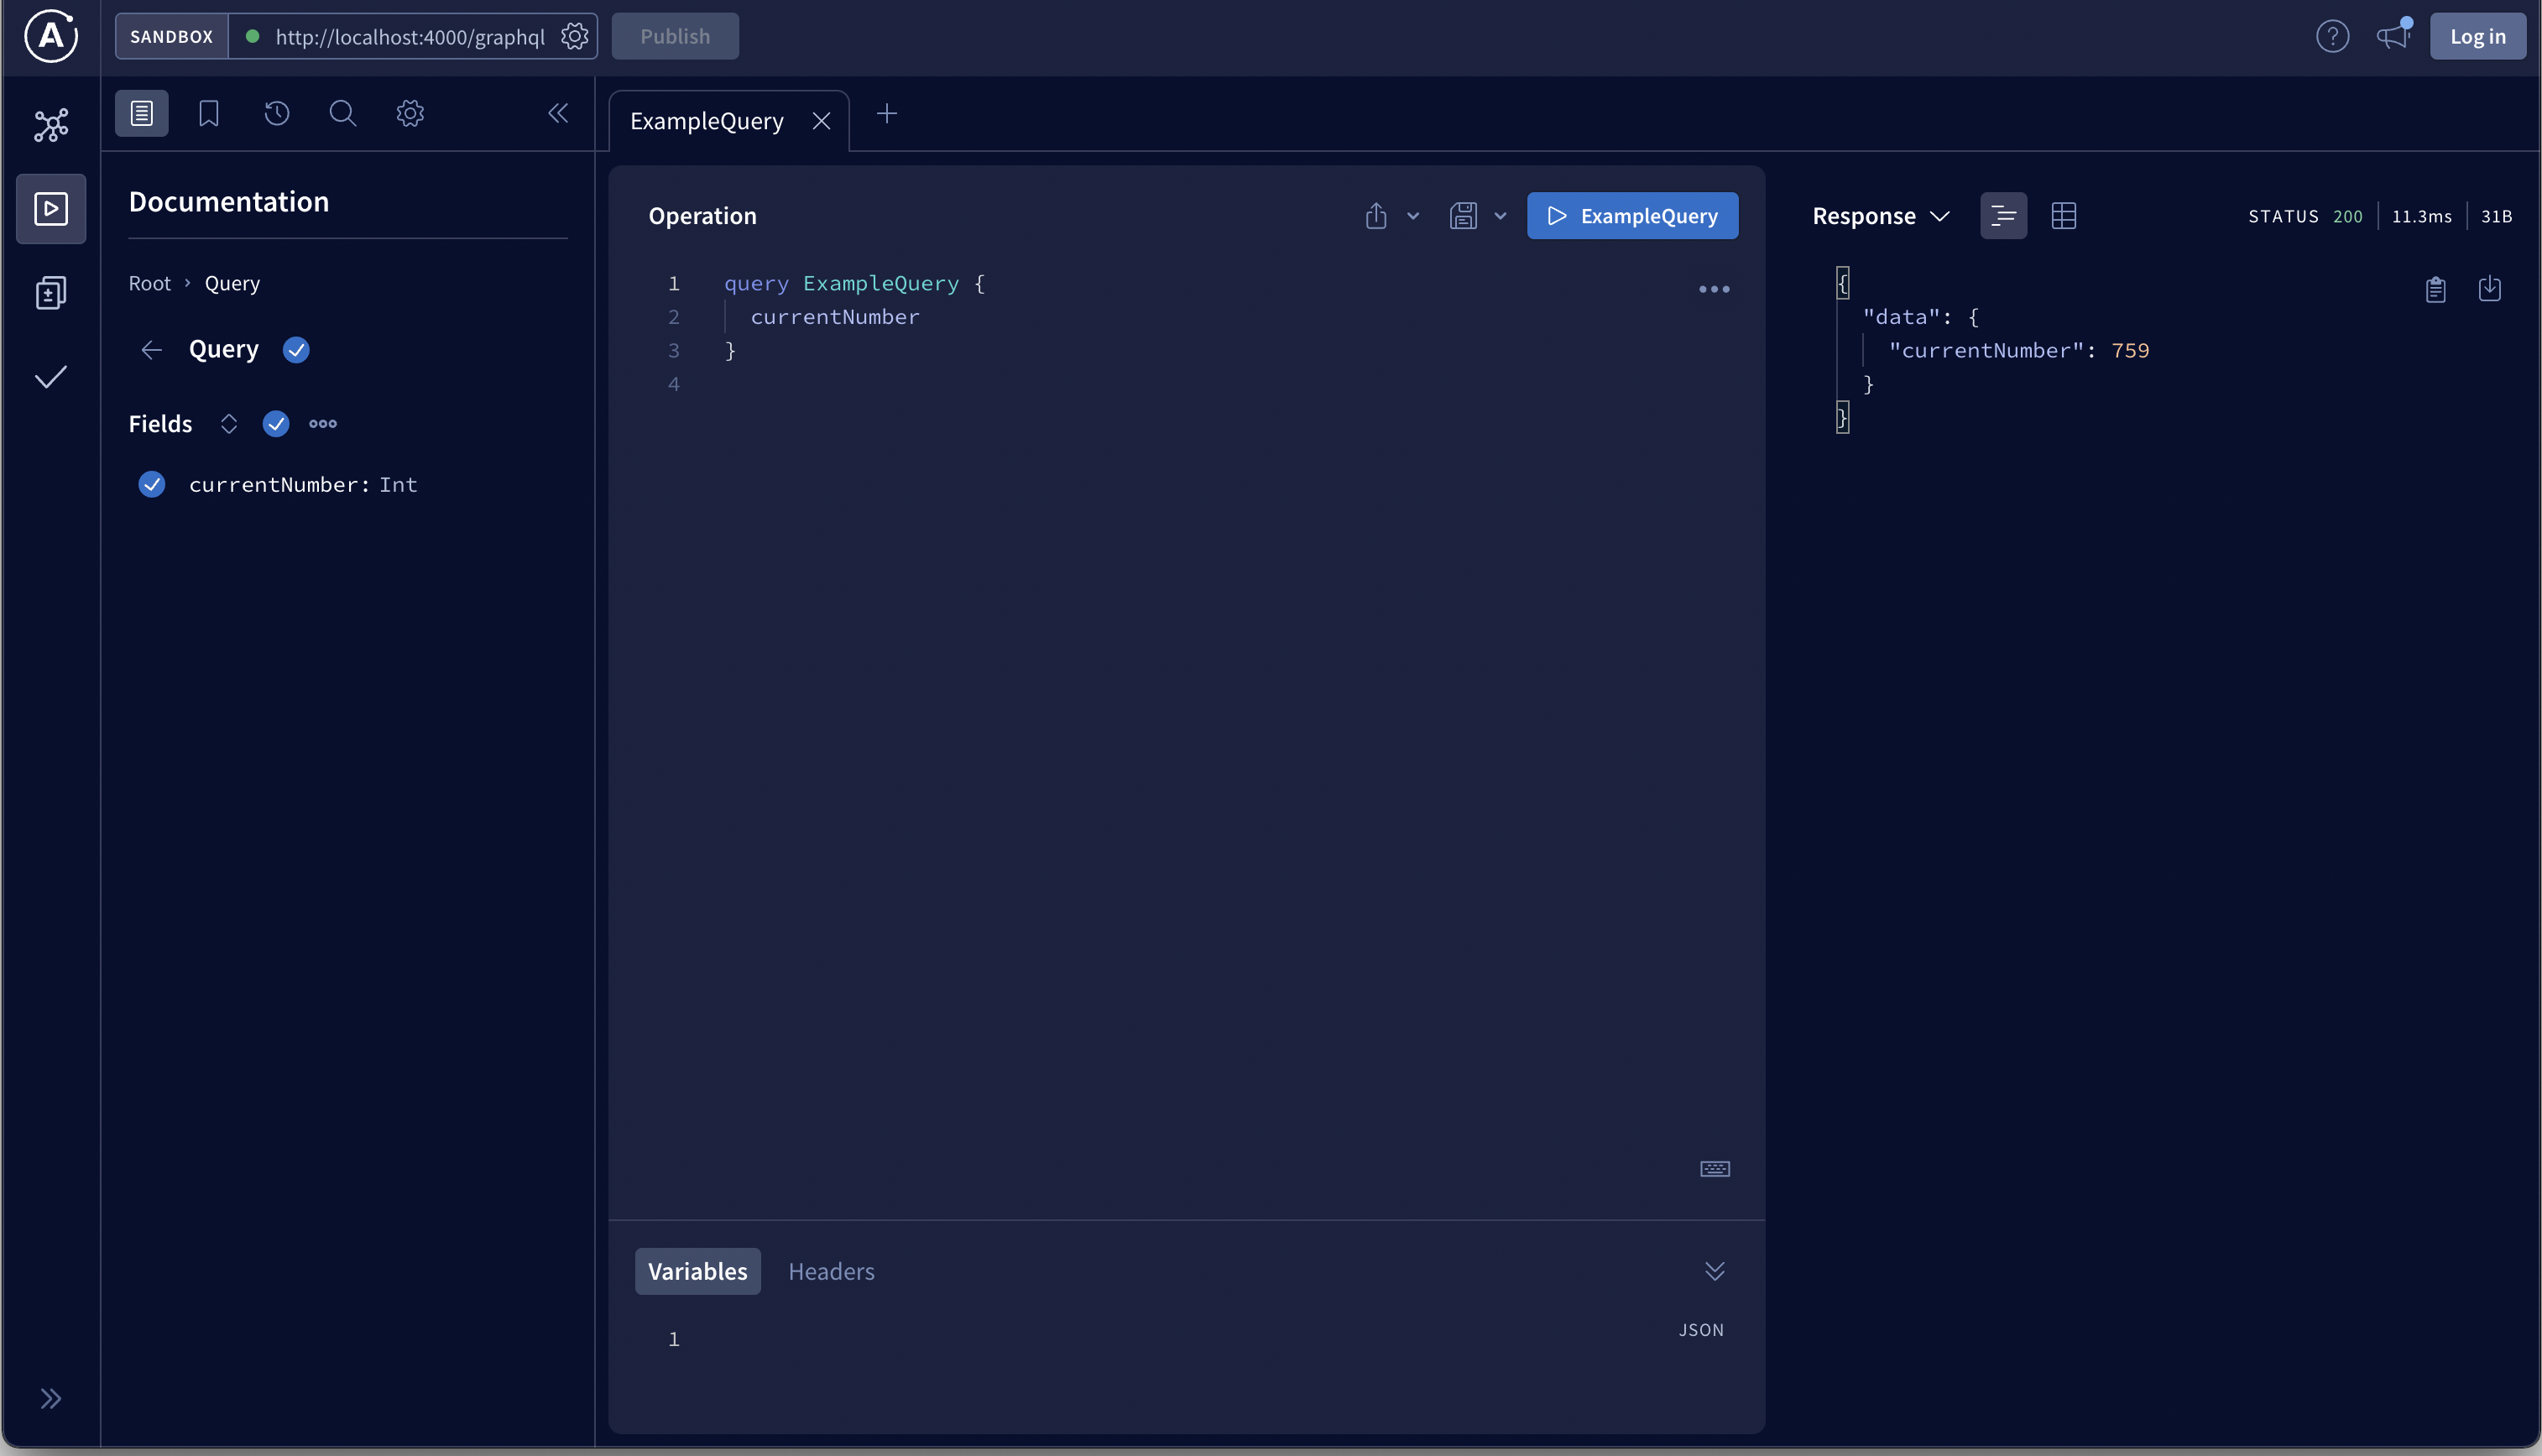 SANDBOX http://localhost:4000/graphql Publish Log in
Documentation
Root › Query
Query
Fields
currentNumber: Int
ExampleQuery
Operation
ExampleQuery
1 query ExampleQuery {
2 currentNumber
3 }
4
Variables Headers
JSON
1
Response STATUS 200 11.3ms 31B
{
"data": {
"currentNumber": 759
}
}